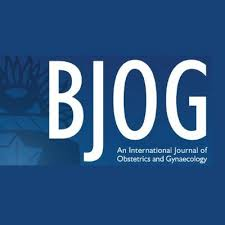 BJOG
An International Journal of
Obstetrics and Gynaecology